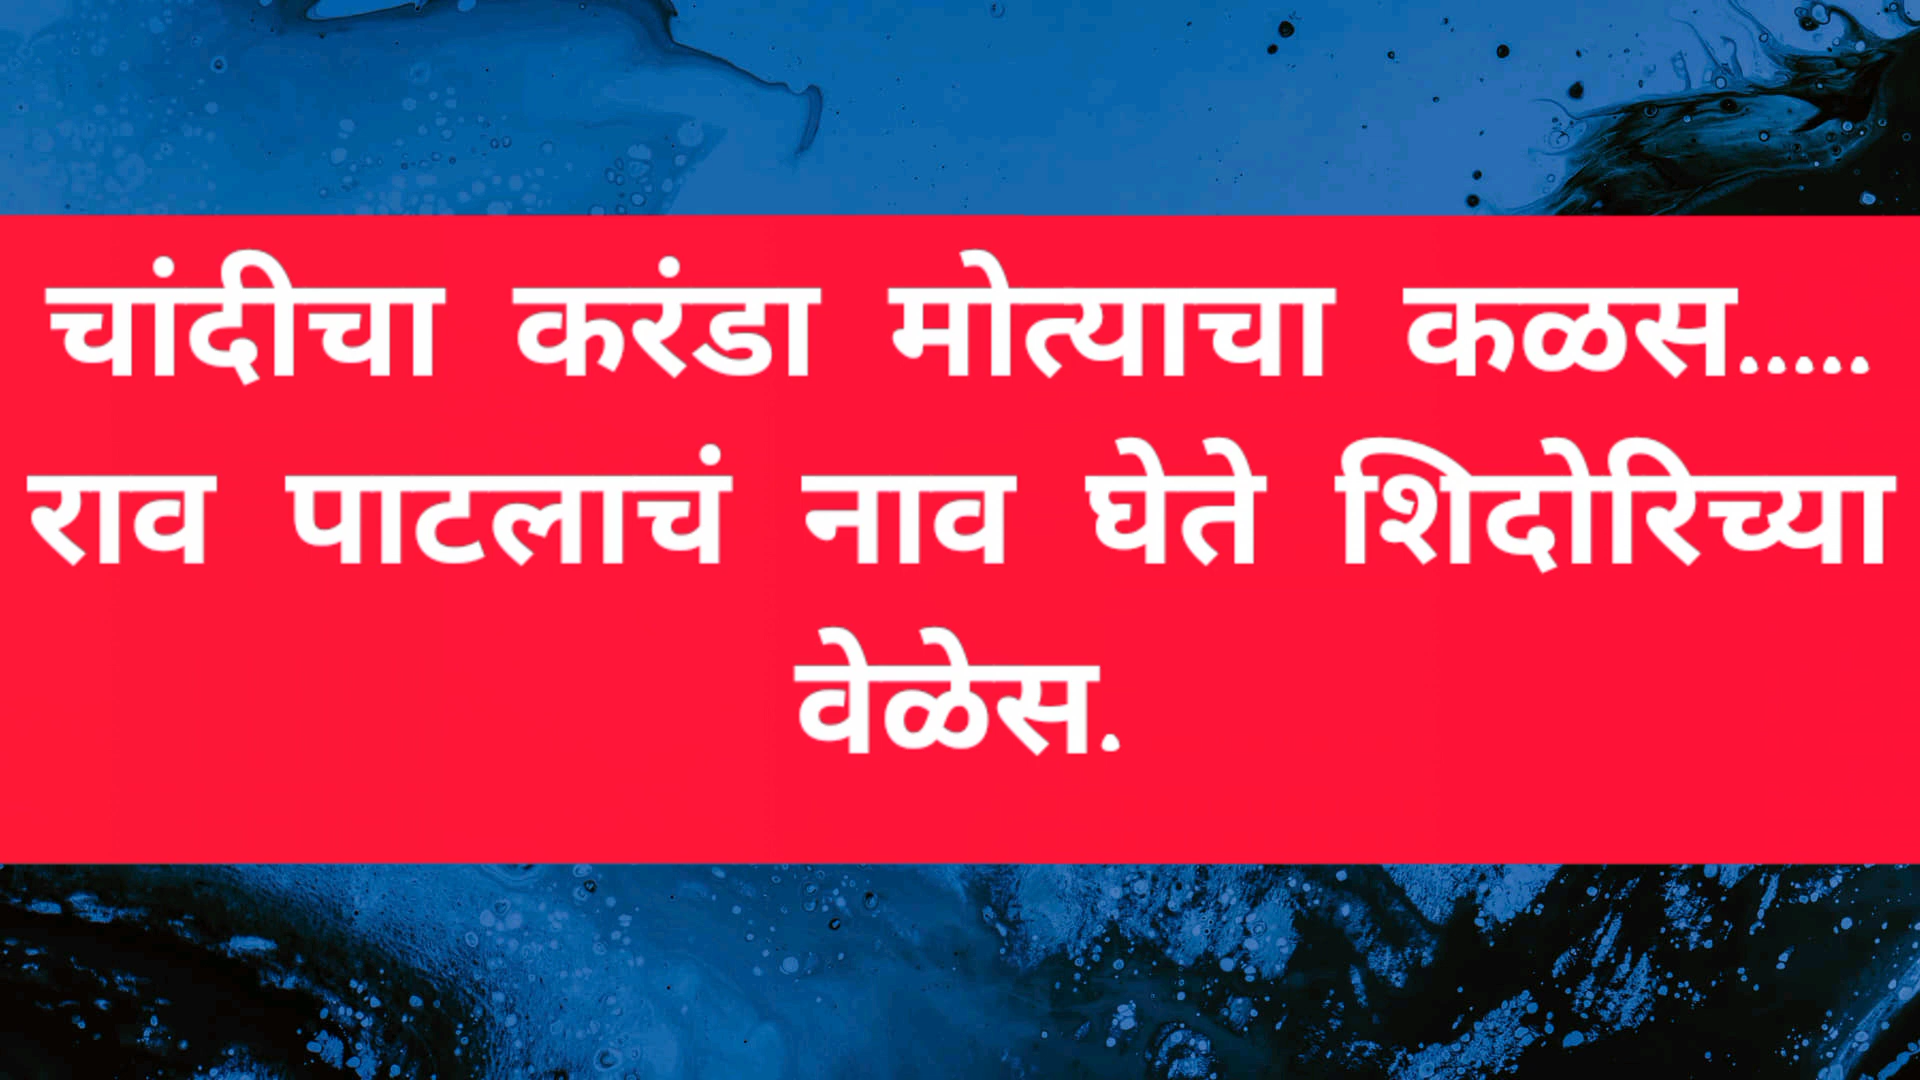 चांदीचा करंडा मोत्याचा कळस.....
राव पाटलाचं नाव घेते शिदोरिच्या
वेळेस.